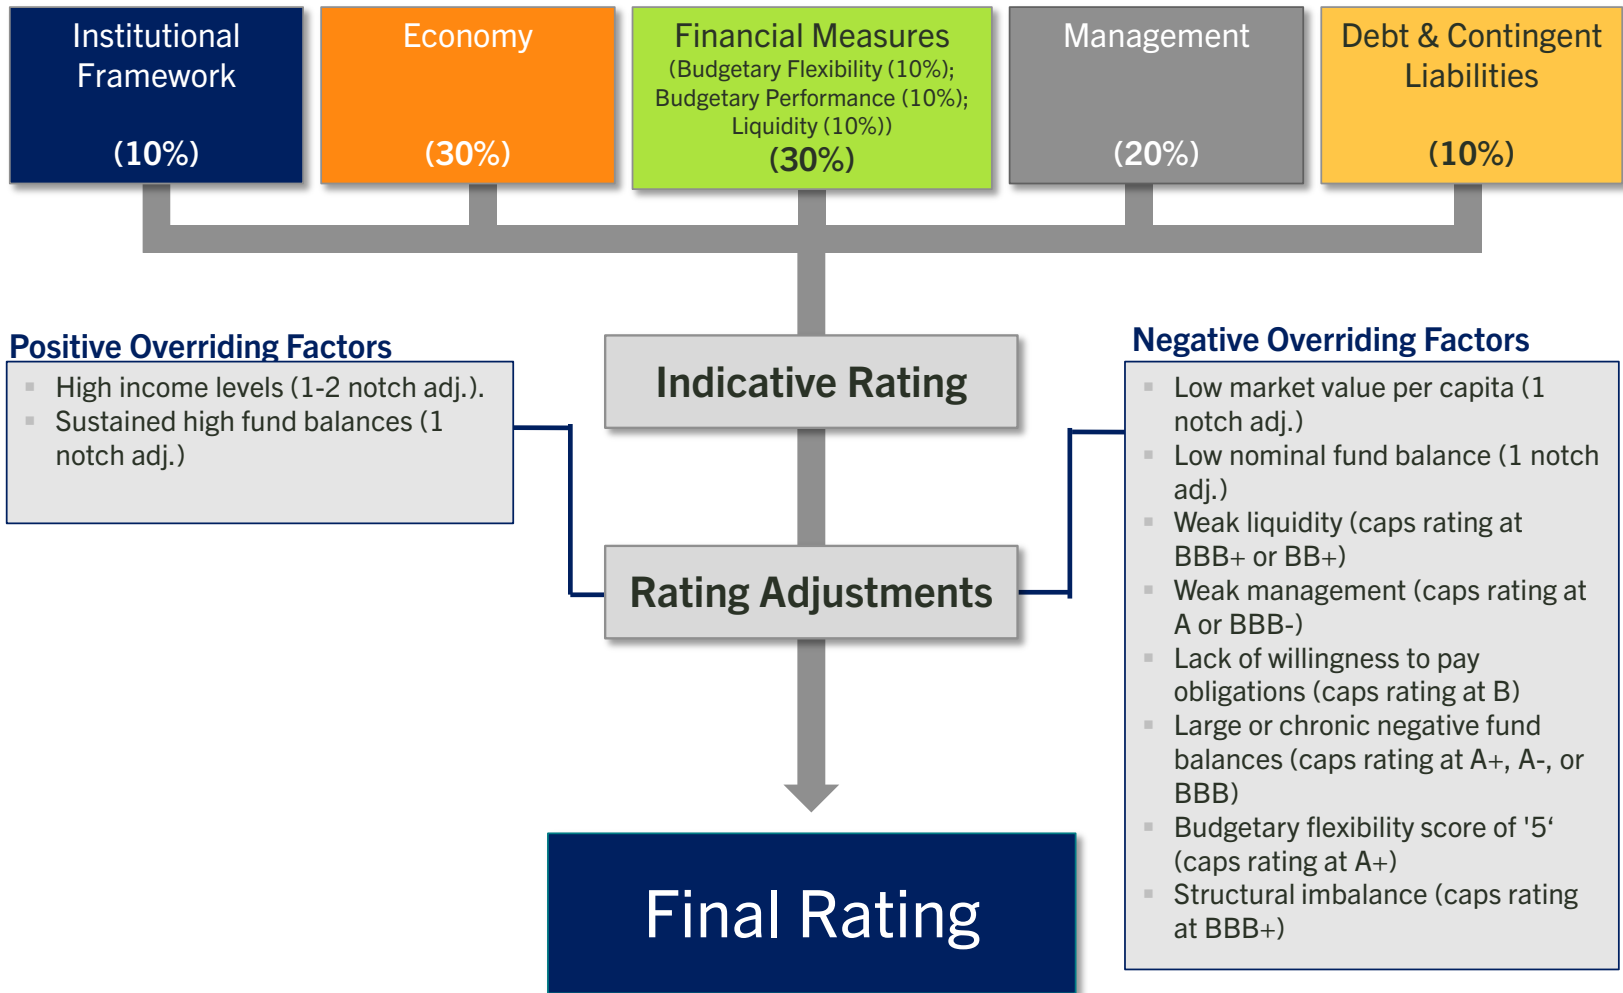 Institutional
Framework
(10%)
Economy
(30%)
Financial Measures
(Budgetary Flexibility (10%);
Budgetary Performance (10%);
Liquidity (10%))
(30%)
Management
(20%)
Debt & Contingent
Liabilities
(10%)
Positive Overriding Factors
▪ High income levels (1-2 notch adj.).
▪ Sustained high fund balances (1
notch adj.)
Indicative Rating
Rating Adjustments
Negative Overriding Factors
▪ Low market value per capita (1
notch adj.)
▪ Low nominal fund balance (1 notch
adj.)
▪ Weak liquidity (caps rating at
BBB+ or BB+)
▪ Weak management (caps rating at
A or BBB-)
▪ Lack of willingness to pay
obligations (caps rating at B)
▪ Large or chronic negative fund
balances (caps rating at A+, A-, or
BBB)
▪ Budgetary flexibility score of '5‘
(caps rating at A+)
▪ Structural imbalance (caps rating
at BBB+)
Final Rating